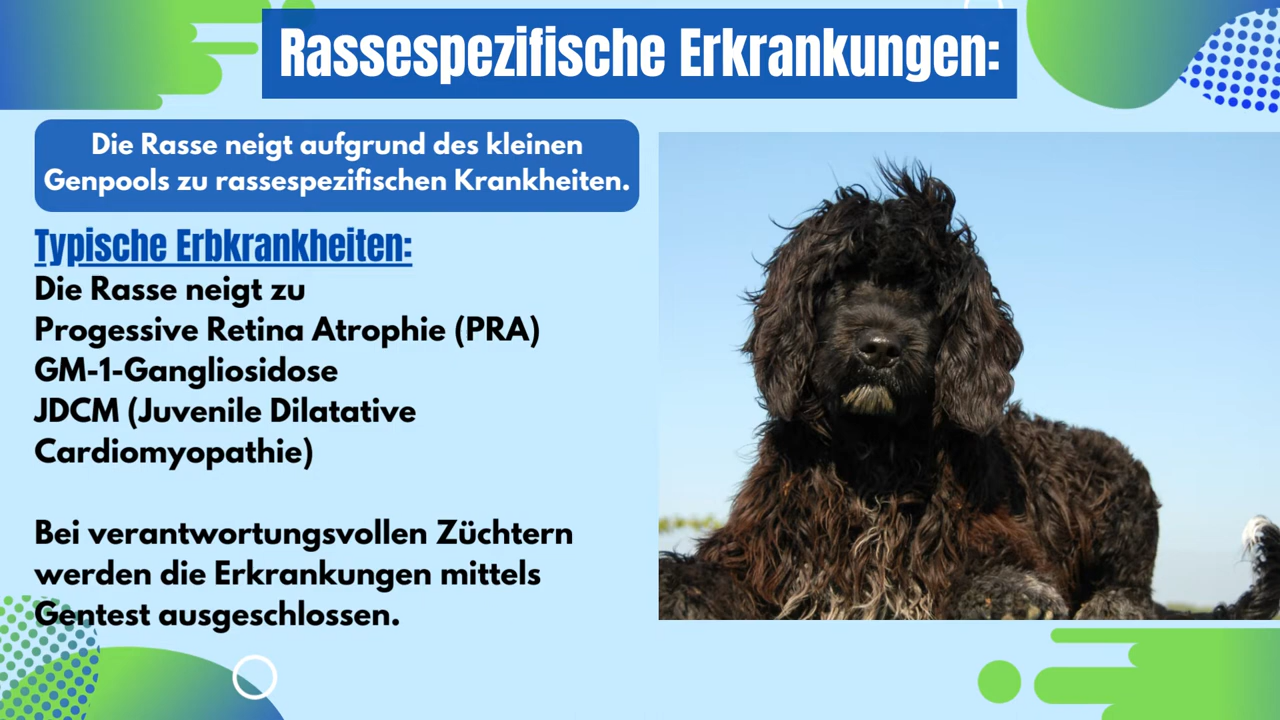 Rassespezifische Erkrankungen:
Die Rasse neigt aufgrund des kleinen
Genpools zu rassespezifischen Krankheiten.
Typische Erbkrankheiten:
Die Rasse neigt zu
Progessive Retina Atrophie (PRA)
GM-1-Gangliosidose
JDCM (Juvenile Dilatative
Cardiomyopathie)
Bei verantwortungsvollen Züchtern
werden die Erkrankungen mittels
Gentest ausgeschlossen.